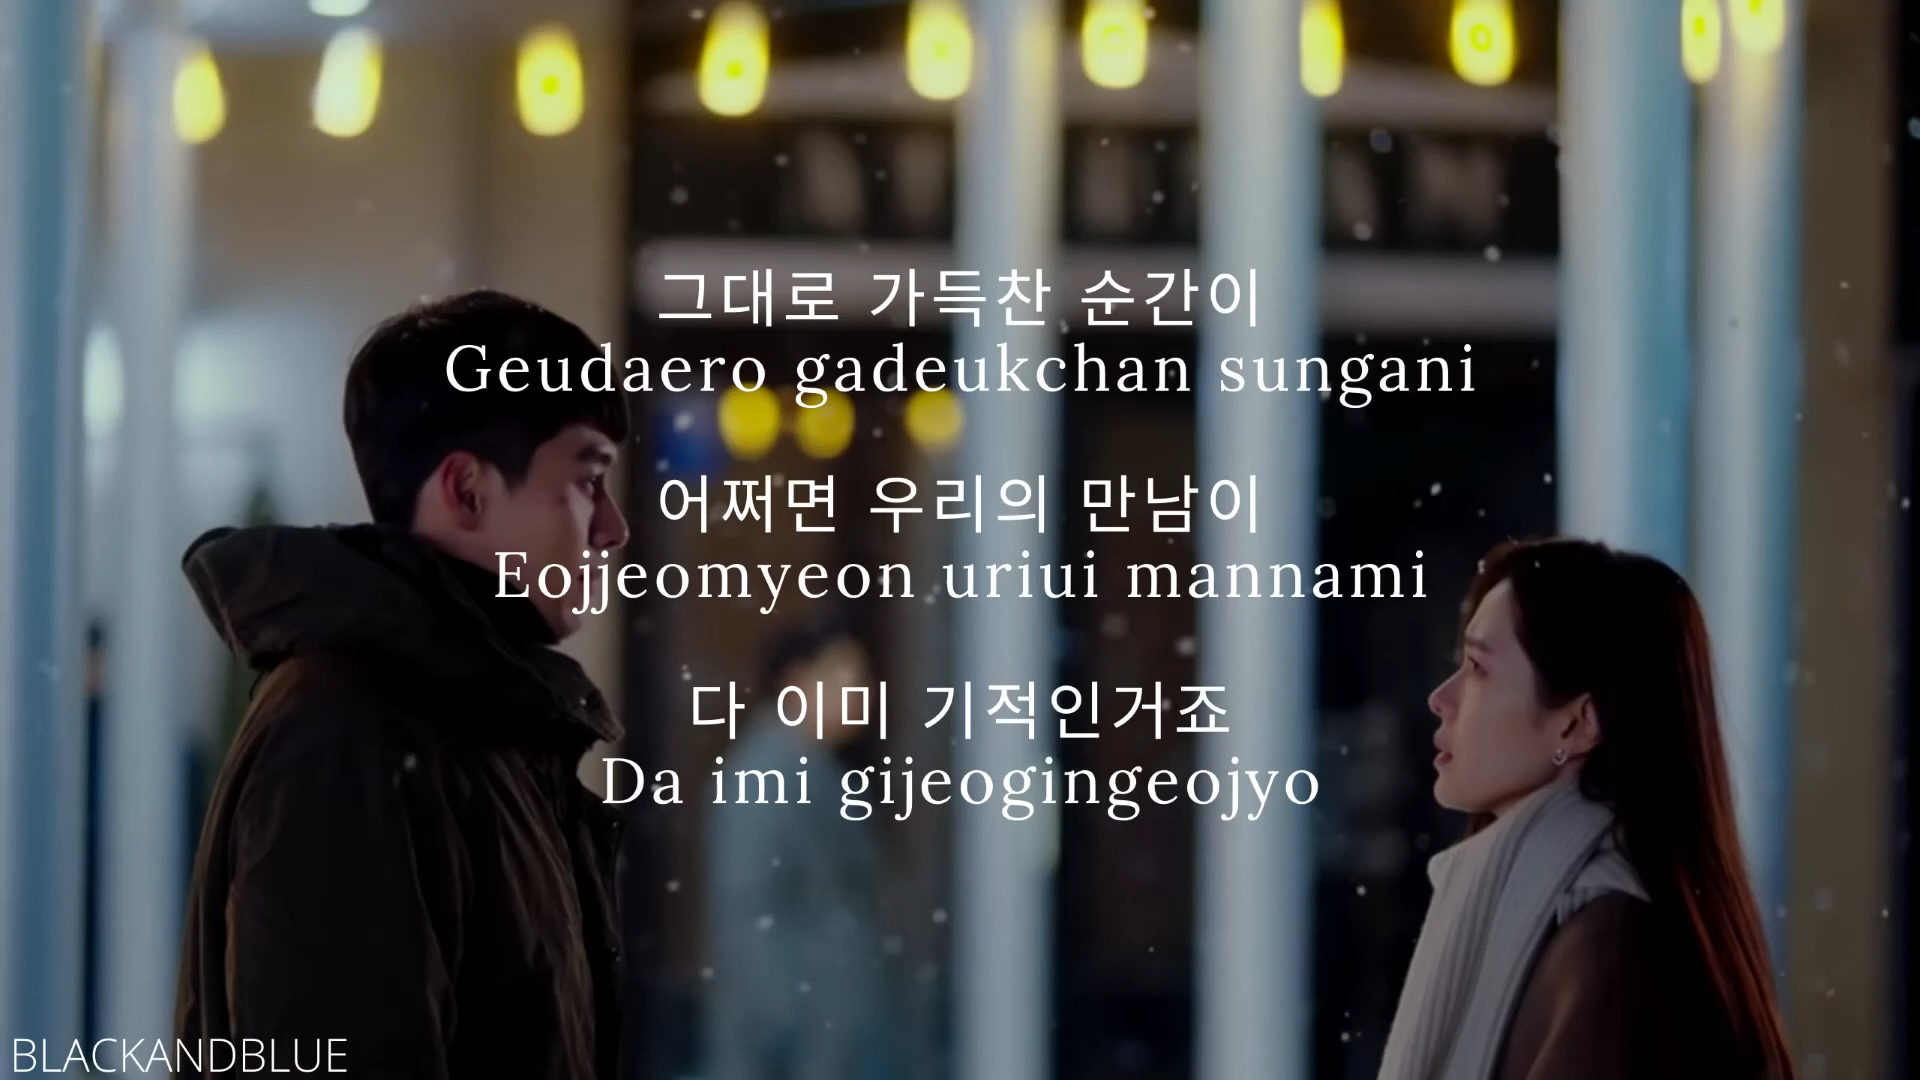 그대로 가득찬 순간이
Geudaero gadeukchan sungani
어쩌면 우리의 만남이
Eojjeomyeon uriui mannami
다 이미 기적인거죠
Da imi gijeogingeojyo
BLACKANDBLUE